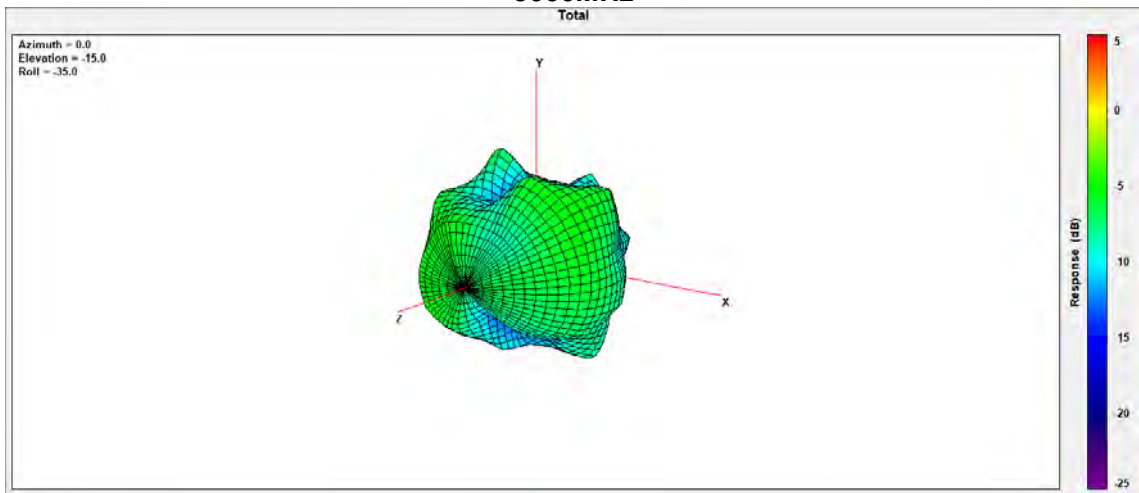 Total
Azimuth = 0.0
Elevation = -15.0
Roll = -35.0
Y
X
Z
5
0
-5
-10
-15
-20
-25
Response (dB)